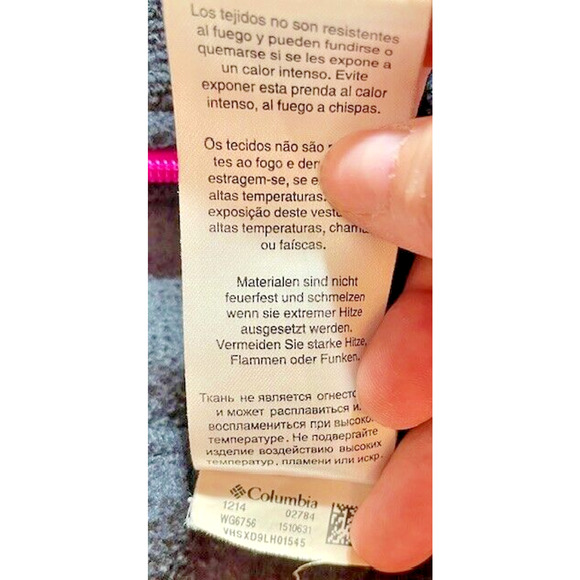 Los tejidos no son resistentes
al fuego y pueden fundirse o
quemarse si se les expone a
un calor intenso. Evite
exponer esta prenda al calor
intenso, al fuego a chispas.
Os tecidos não são
tes ao fogo e
estragem-se, se
altas temperaturas.
exposição deste
altas temperaturas,
ou faíscas.
Materialen sind nicht
feuerfest und schmelzen
wenn sie extremer Hitze
ausgesetzt werden.
Vermeiden Sie starke Hitze,
Flammen oder Funken.
Ткань не является
и может расплавиться
воспламениться при
температуре. Не подвергайте
изделие воздействию высоких
температур, пламени или искр.
Columbia
1214 02784
WG6756 1510631
VHSXD9LH01545